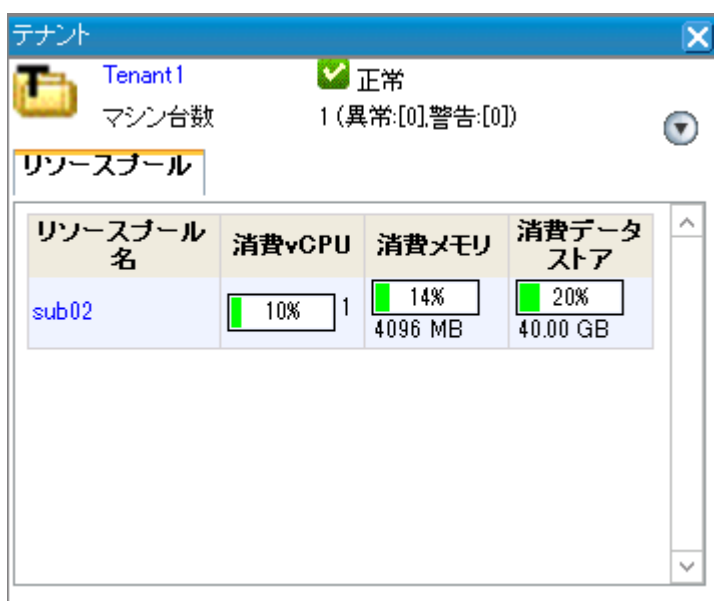 テナント
Tenant1 正常
マシン台数 1 (異常:[0],警告:[0])
リソースプール
リソースプール名 消費vCPU 消費メモリ 消費データストア
sub02 10% 1 14% 4096 MB 20% 40.00 GB